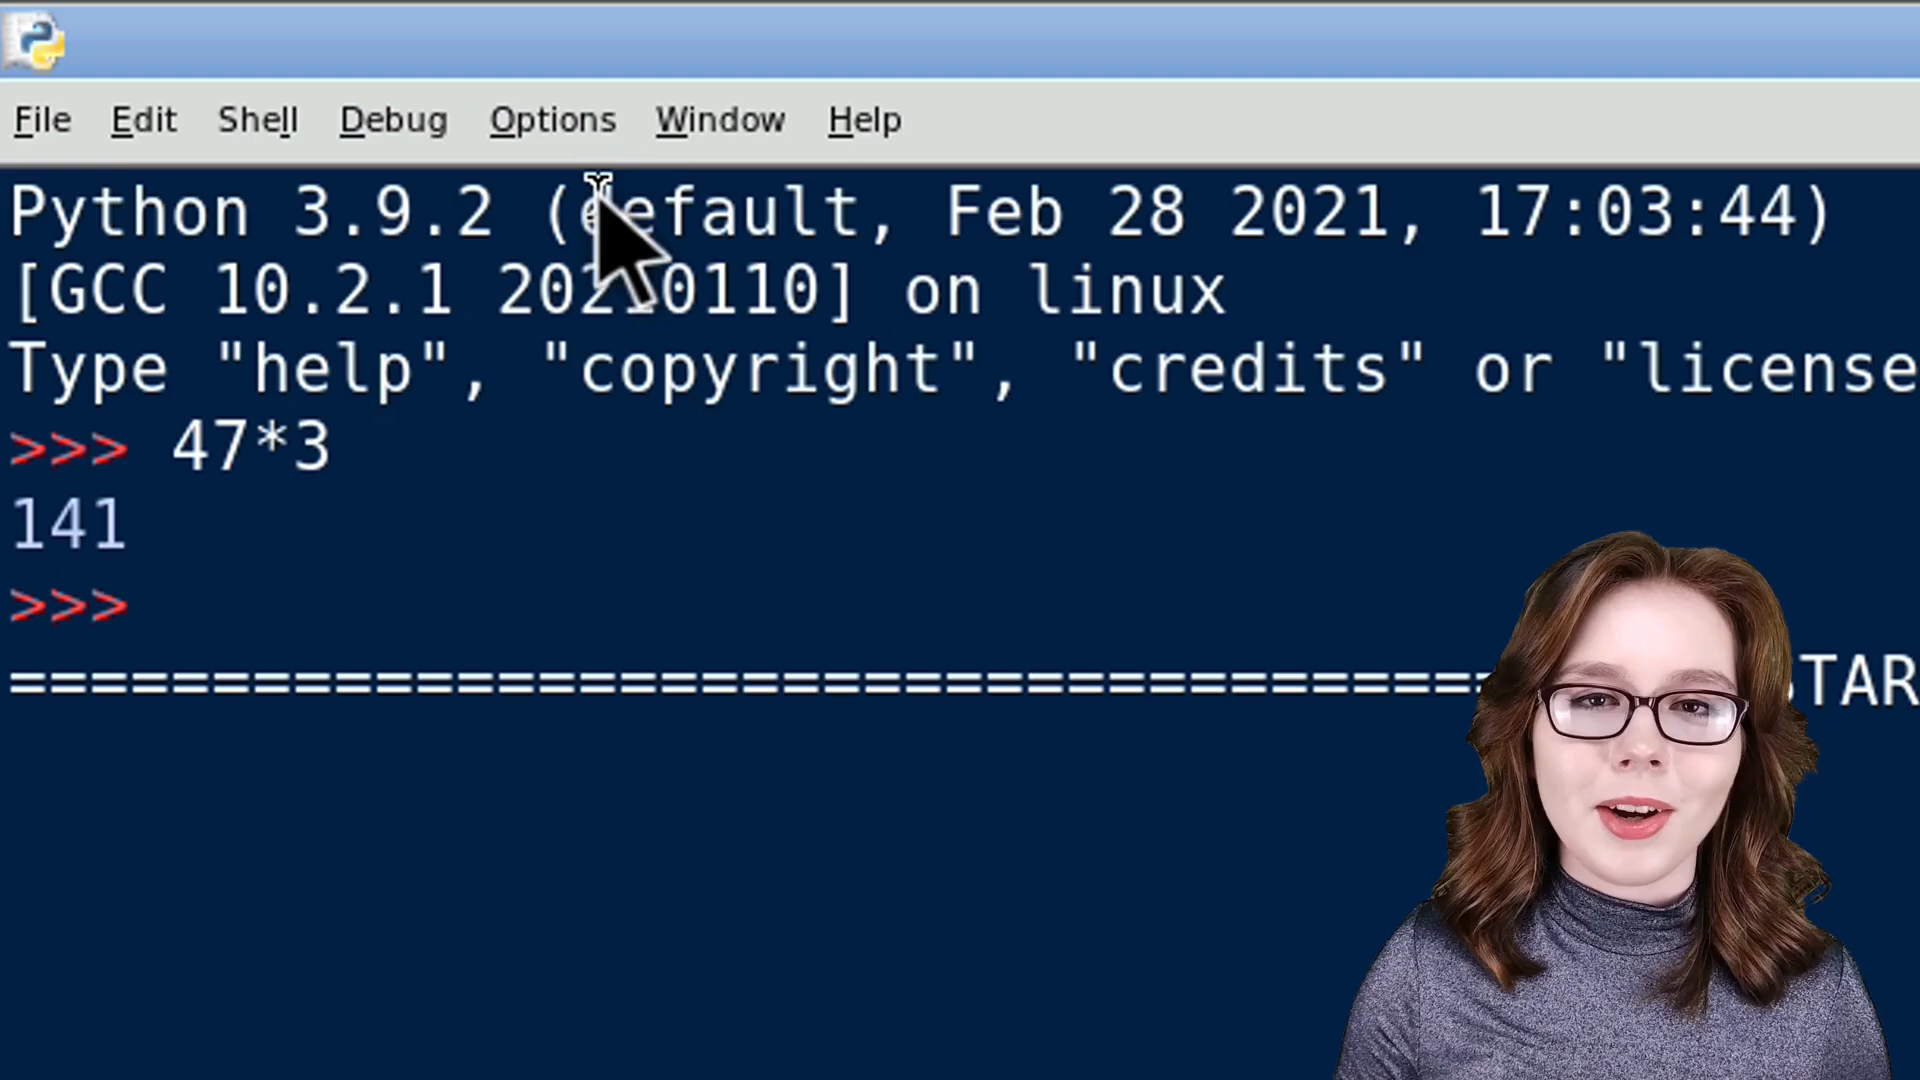 File Edit Shell Debug Options Window Help
Python 3.9.2 (default, Feb 28 2021, 17:03:44)
[GCC 10.2.1 20210110] on linux
Type "help", "copyright", "credits" or "license
>>> 47*3
141
>>>
==================================== STAR